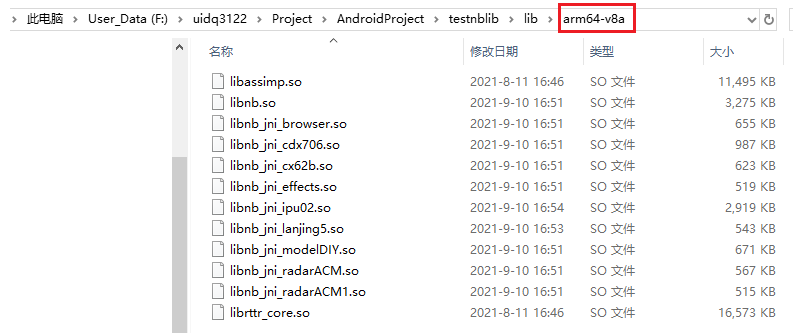 此电脑 > User_Data (F:) > uidq3122 > Project > AndroidProject > testnblib > lib > arm64-v8a
名称 修改日期 类型 大小
libassimp.so 2021-8-11 16:46 SO 文件 11,495 KB
libnb.so 2021-9-10 16:51 SO 文件 3,275 KB
libnb_jni_browser.so 2021-9-10 16:51 SO 文件 655 KB
libnb_jni_cdx706.so 2021-9-10 16:51 SO 文件 987 KB
libnb_jni_cx62b.so 2021-9-10 16:51 SO 文件 623 KB
libnb_jni_effects.so 2021-9-10 16:51 SO 文件 519 KB
libnb_jni_ipu02.so 2021-9-10 16:54 SO 文件 2,919 KB
libnb_jni_lanjing5.so 2021-9-10 16:53 SO 文件 543 KB
libnb_jni_modelDIY.so 2021-9-10 16:51 SO 文件 671 KB
libnb_jni_radarACM.so 2021-9-10 16:51 SO 文件 567 KB
libnb_jni_radarACM1.so 2021-9-10 16:51 SO 文件 515 KB
librttr_core.so 2021-8-11 16:46 SO 文件 16,573 KB